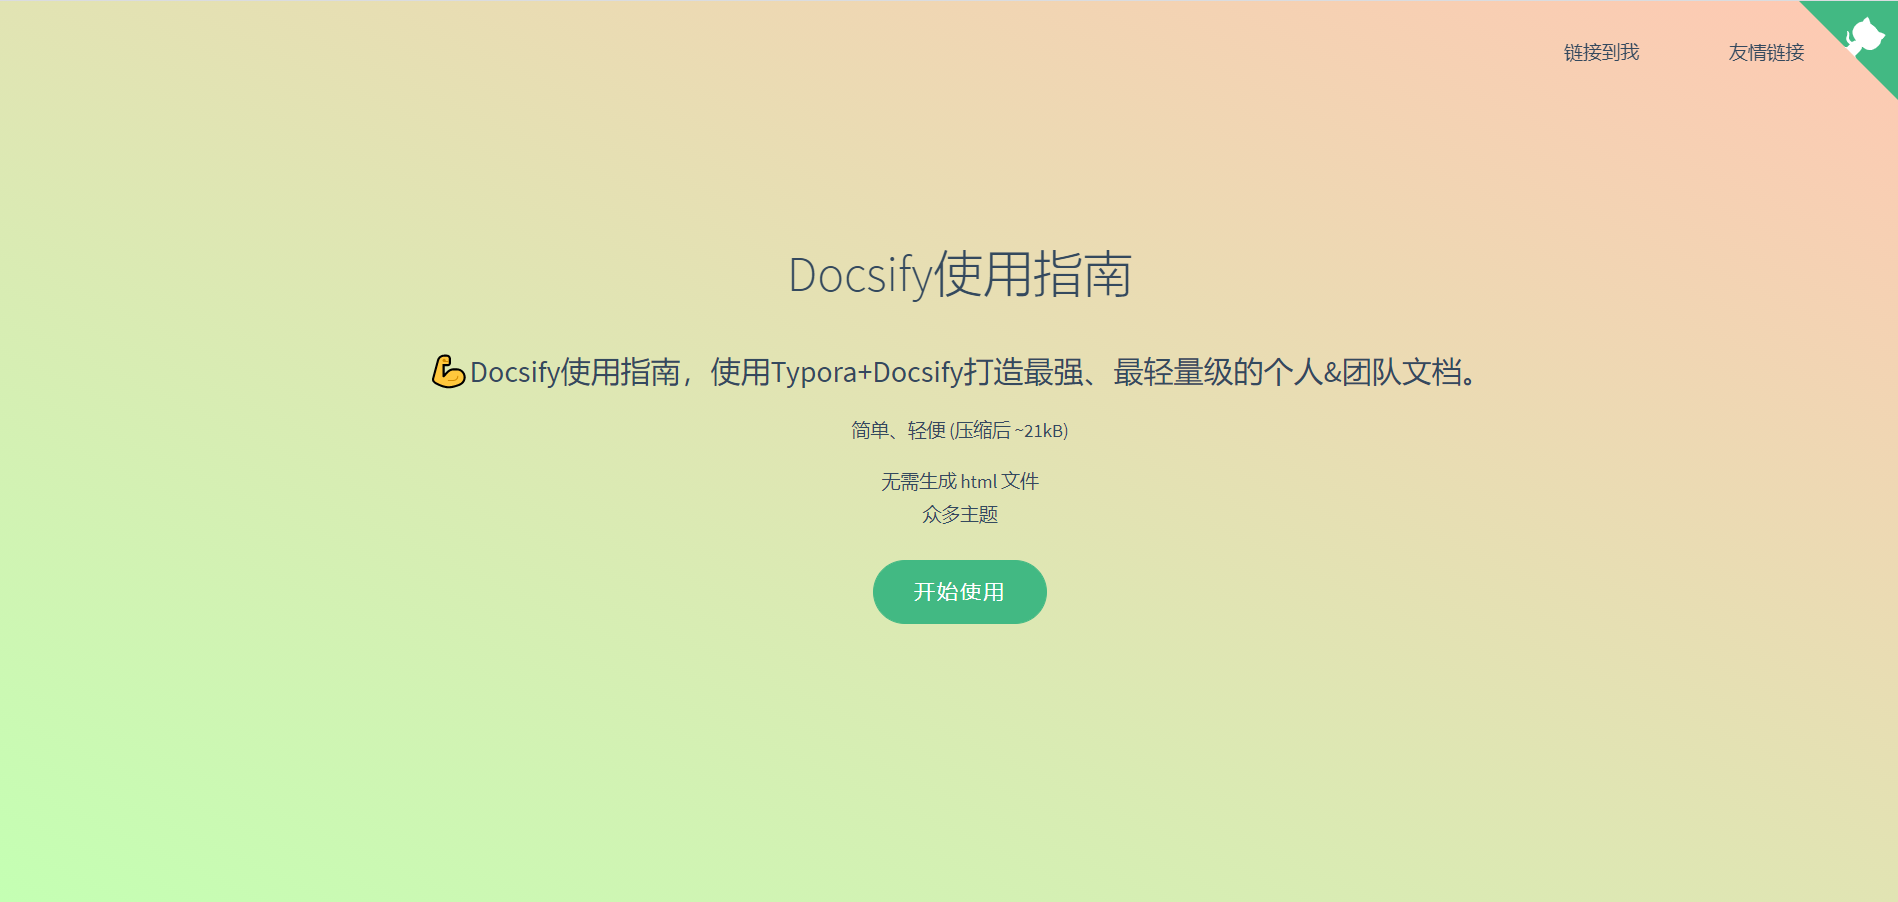 链接到我
友情链接
Docsify使用指南
💪Docsify使用指南，使用Typora+Docsify打造最强、最轻量级的个人&团队文档。
简单、轻便 (压缩后 ~21kB)
无需生成 html 文件
众多主题
开始使用